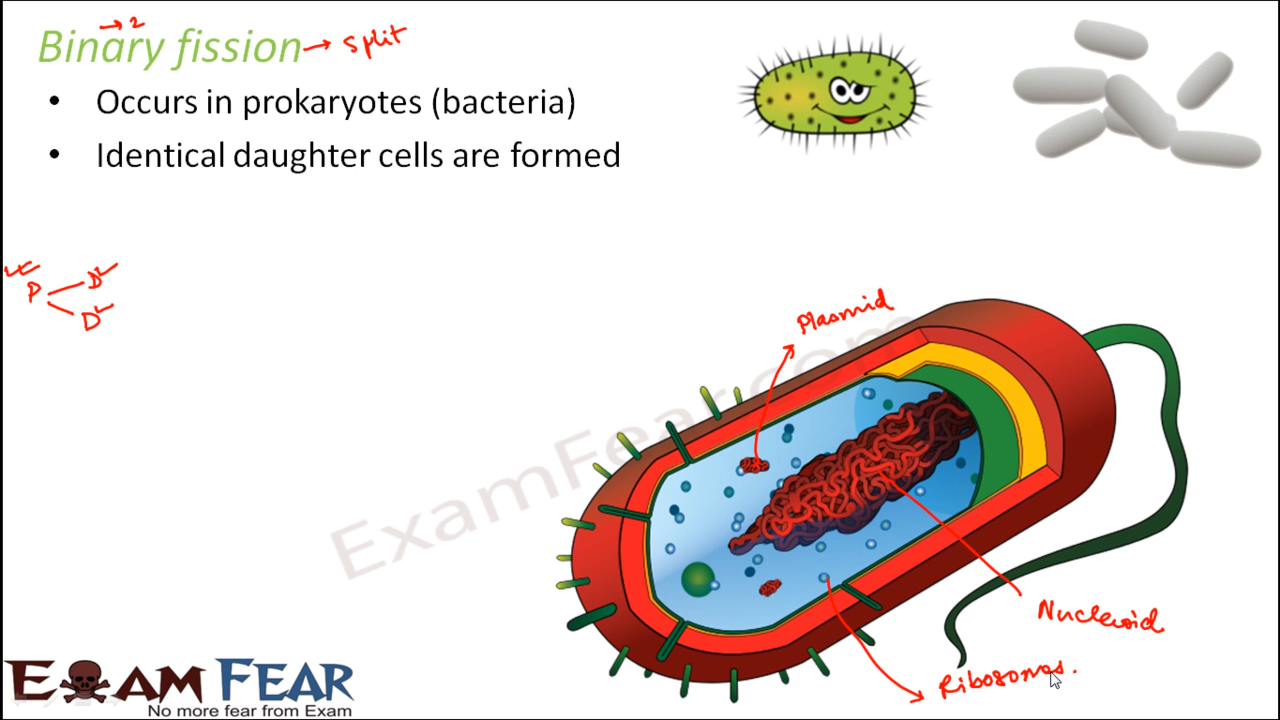 → 2
Binary fission → Split
• Occurs in prokaryotes (bacteria)
• Identical daughter cells are formed
P
D
D
Plasmid
ExamFear.com
Nucleoid
Ribosomes.
EXAM FEAR
No more fear from Exam